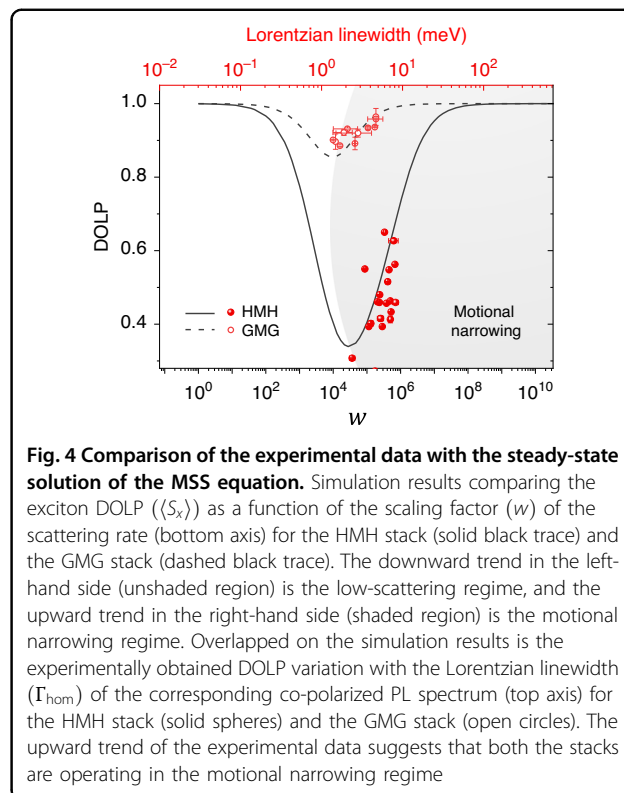 Lorentzian linewidth (meV)
10⁻² 10⁻¹ 10⁰ 10¹ 10²
1.0
0.8
0.6
0.4
DOLP
HMH
GMG
Motional
narrowing
10⁰ 10² 10⁴ 10⁶ 10⁸ 10¹⁰
w
Fig. 4 Comparison of the experimental data with the steady-state
solution of the MSS equation. Simulation results comparing the
exciton DOLP (⟨Sₓ⟩) as a function of the scaling factor (w) of the
scattering rate (bottom axis) for the HMH stack (solid black trace) and
the GMG stack (dashed black trace). The downward trend in the left-
hand side (unshaded region) is the low-scattering regime, and the
upward trend in the right-hand side (shaded region) is the motional
narrowing regime. Overlapped on the simulation results is the
experimentally obtained DOLP variation with the Lorentzian linewidth
(Γhom) of the corresponding co-polarized PL spectrum (top axis) for
the HMH stack (solid spheres) and the GMG stack (open circles). The
upward trend of the experimental data suggests that both the stacks
are operating in the motional narrowing regime